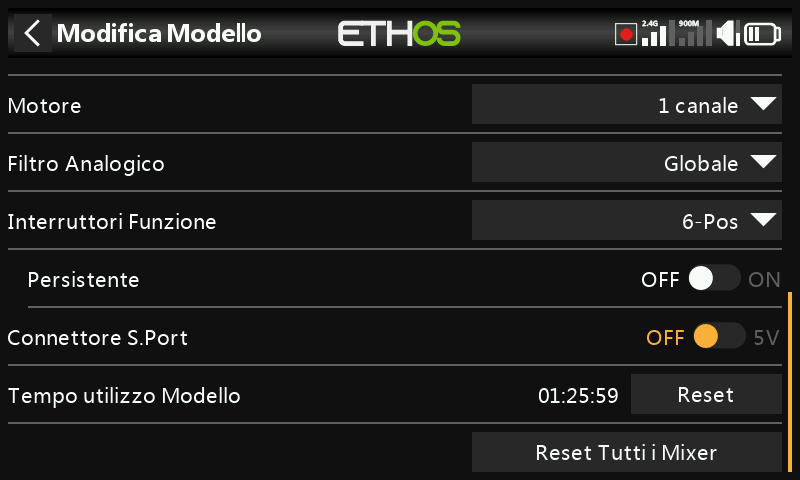 Modifica Modello
ETHOS
2.4G
900M
Motore
1 canale
Filtro Analogico
Globale
Interruttori Funzione
6-Pos
Persistente
OFF ON
Connettore S.Port
OFF 5V
Tempo utilizzo Modello
01:25:59
Reset
Reset Tutti i Mixer